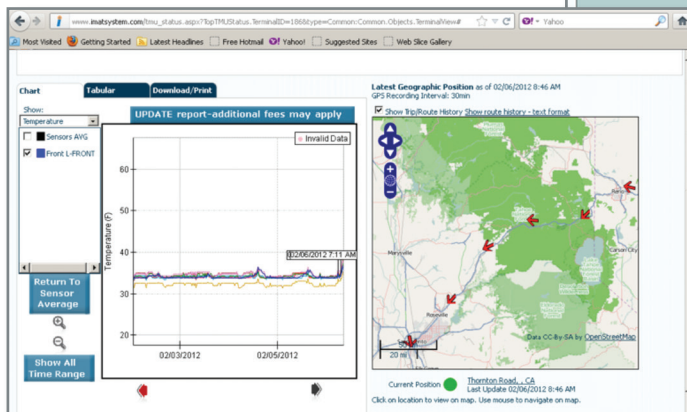 www.imatsystem.com/tmu_status.aspx?TopTMUStatus.TerminalID=186&type=Common:Common.Objects.TerminalView#
Yahoo
Most Visited Getting Started Latest Headlines Free Hotmail Yahoo! Suggested Sites Web Slice Gallery
Chart Tabular Download/Print
Show:
Temperature
Sensors AVG
Front L-FRONT
Return To
Sensor
Average
Show All
Time Range
UPDATE report-additional fees may apply
Invalid Data
Temperature (F)
60
50
40
30
20
(02/06/2012 7:11 AM
02/03/2012 02/05/2012
Latest Geographic Position as of 02/06/2012 8:46 AM
GPS Recording Interval: 30min
Show Trip/Route History Show route history - text format
Marysville
Carson City
Roseville
20 mi
Data CC-By-SA by OpenStreetMap
Current Position Thornton Road, , CA
Last Update 02/06/2012 8:46 AM
Click on location to view on map. Use mouse to navigate on map.